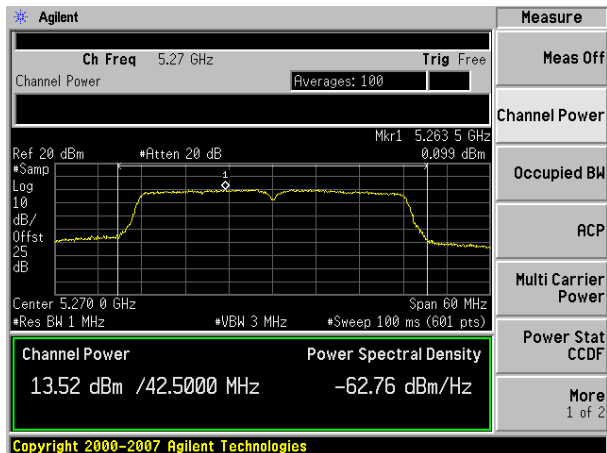 Agilent
Measure
Ch Freq 5.27 GHz Trig Free
Channel Power Averages: 100
Mkr1 5.263 5 GHz
Ref 20 dBm #Atten 20 dB 0.099 dBm
#Samp
Log
10
dB/
Offst
25
dB
1
Center 5.270 0 GHz Span 60 MHz
#Res BW 1 MHz #VBW 3 MHz #Sweep 100 ms (601 pts)
Channel Power Power Spectral Density
13.52 dBm /42.5000 MHz -62.76 dBm/Hz
Copyright 2000-2007 Agilent Technologies
Meas Off
Channel Power
Occupied BW
ACP
Multi Carrier
Power
Power Stat
CCDF
More
1 of 2